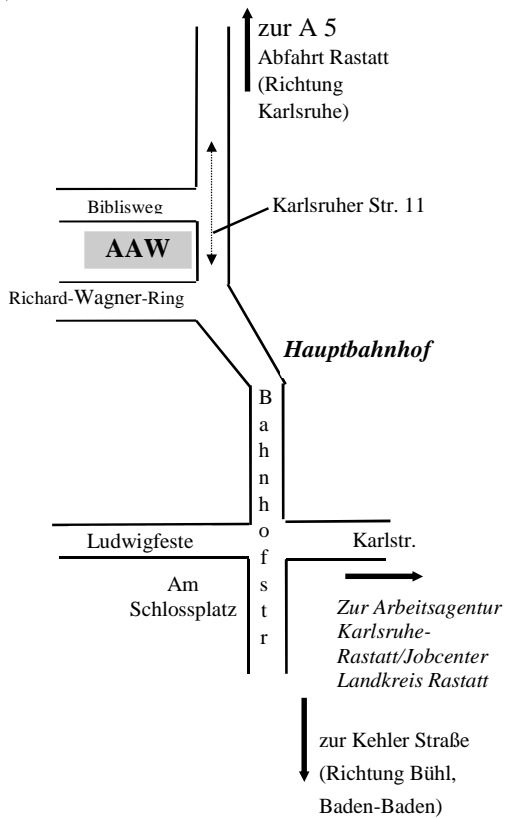 zur A 5
Abfahrt Rastatt
(Richtung
Karlsruhe)
Biblisweg
Karlsruher Str. 11
AAW
Richard-Wagner-Ring
Hauptbahnhof
Bahnhofstr
Ludwigfeste
Karlstr.
Am
Schlossplatz
Zur Arbeitsagentur
Karlsruhe-
Rastatt/Jobcenter
Landkreis Rastatt
zur Kehler Straße
(Richtung Bühl,
Baden-Baden)